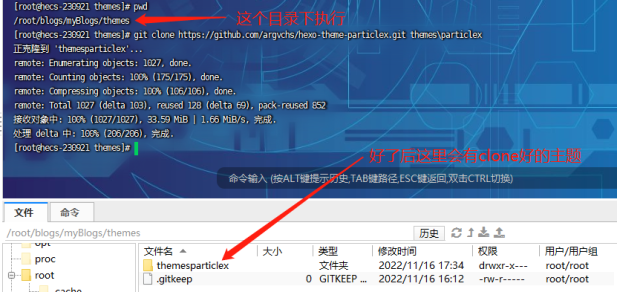 [root@hecs-230921 themes]# pwd
/root/blogs/myBlogs/themes
这个目录下执行
[root@hecs-230921 themes]# git clone https://github.com/argvchs/hexo-theme-particlex.git themes\particlex
正克隆到 'themesparticlex'...
remote: Enumerating objects: 1027, done.
remote: Counting objects: 100% (175/175), done.
remote: Compressing objects: 100% (106/106), done.
remote: Total 1027 (delta 103), reused 128 (delta 69), pack-reused 852
接收对象中: 100% (1027/1027), 33.59 MiB | 1.66 MiB/s, 完成.
处理 delta 中: 100% (206/206), 完成.
[root@hecs-230921 themes]#
好了后这里会有clone好的主题
命令输入 (按ALT键提示历史,TAB键路径,ESC键返回,双击CTRL切换)
文件 命令
/root/blogs/myBlogs/themes 历史
opt
proc
root
cache
文件名 大小 类型 修改时间 权限 用户/用户组
themesparticlex 文件夹 2022/11/16 17:34 drwxr-x--- root/root
.gitkeep 0 GITKEEP ... 2022/11/16 16:12 -rw-r----- root/root